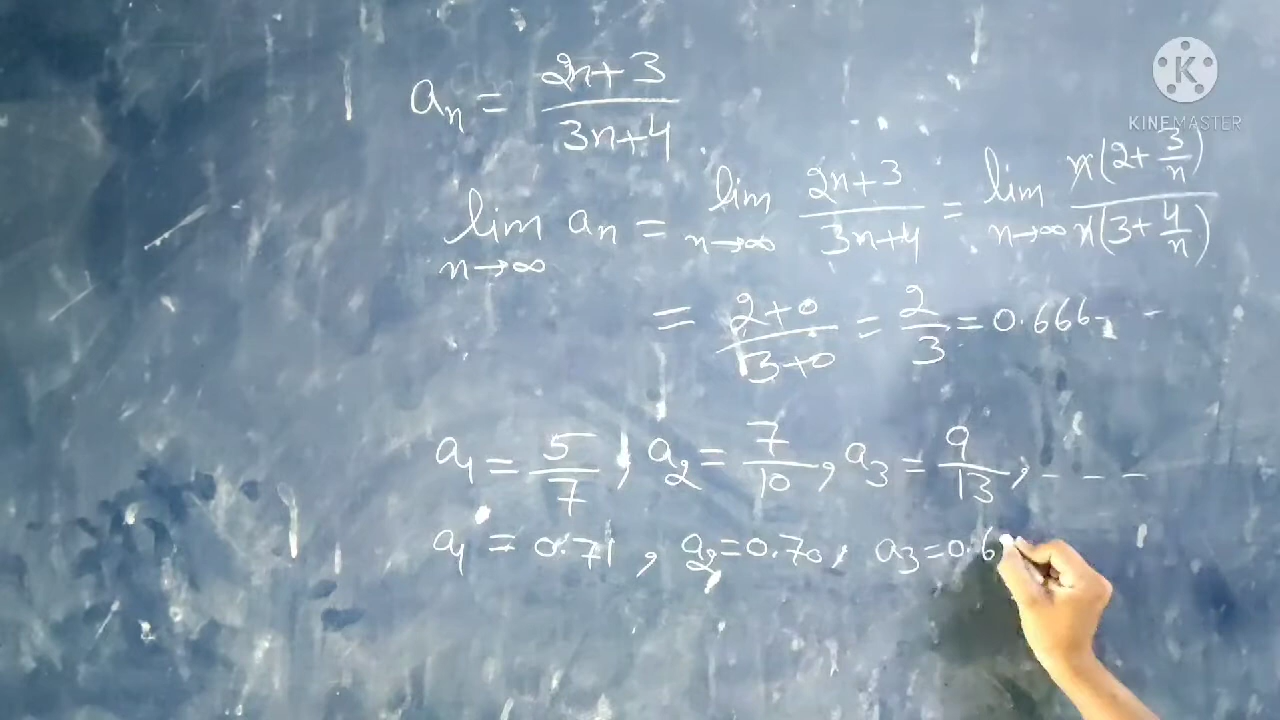 K
KINEMASTER
aₙ = (2n+3)/(3n+4)
lim n→∞ aₙ = lim n→∞ (2n+3)/(3n+4) = lim n→∞ n(2+3/n)/n(3+4/n)
= (2+0)/(3+0) = 2/3 = 0.666- - -
a₁ = 5/7, a₂ = 7/10, a₃ = 9/13, - - - -
a₁ = 0.71, a₂ = 0.70, a₃ = 0.6